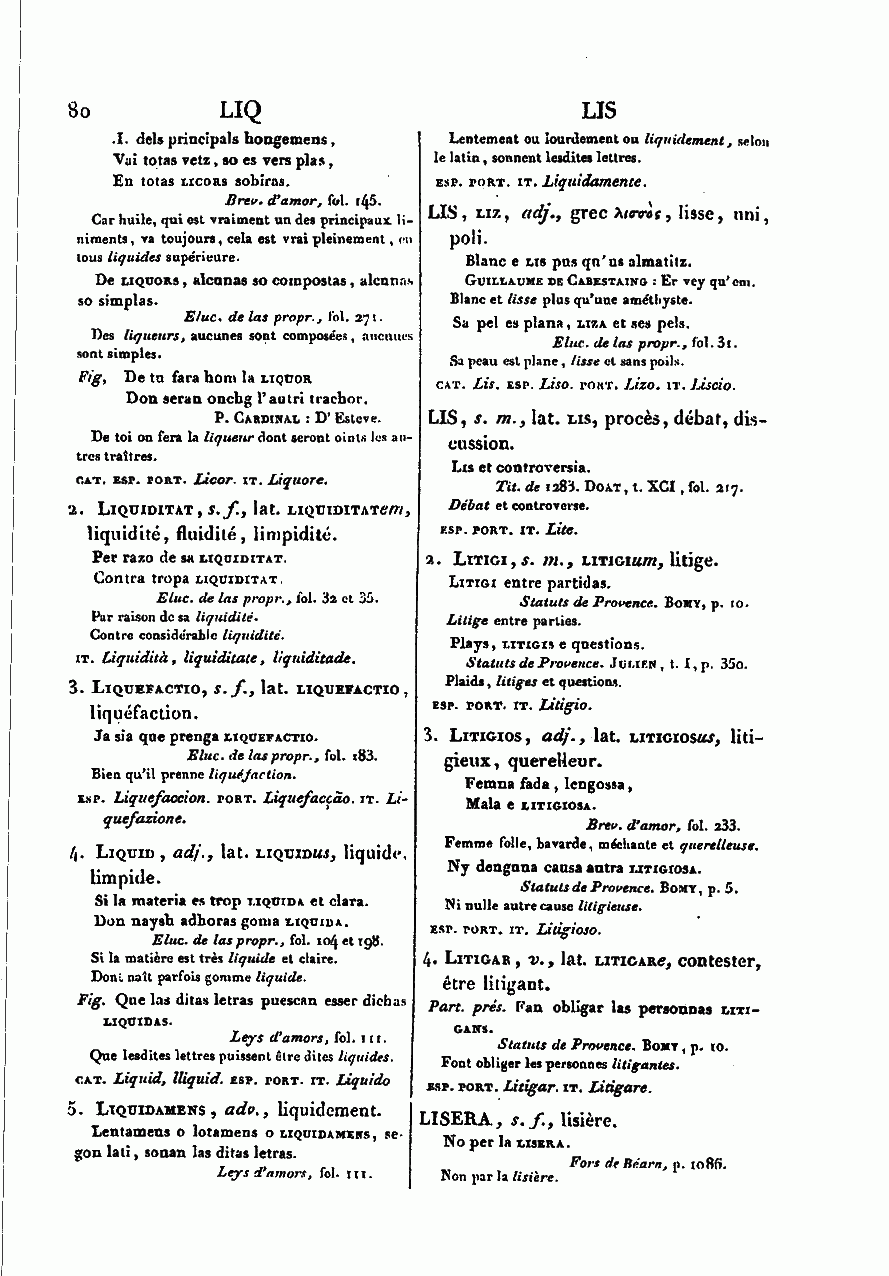 80 LIQ LIS
.I. dels principals hongemens,
Vai totas vetz, so es vers plas,
En totas LICORS sobiras.
Brev. d'amor, fol. 145.
Car huile, qui est vraiment un des principaux li-
niments, va toujours, cela est vrai pleinement, en
tous liquides supérieure.
De LIQUORS, alcunas so compostas, alcunas
so simplas.
Eluc. de las propr., fol. 271.
Des liqueurs, aucunes sont composées, aucunes
sont simples.
Fig, De tu fara hom la LIQUOR
Don seran onchg l'autri trachor.
P. CARDINAL : D'Esteve.
De toi on fera la liqueur dont seront oints les au-
tres traîtres.
CAT. ESP. PORT. Licor. IT. Liquore.
2. LIQUIDITAT, s. f., lat. LIQUIDITATem,
liquidité, fluidité, limpidité.
Per razo de sa LIQUIDITAT.
Contra tropa LIQUIDITAT.
Eluc. de las propr., fol. 32 et 35.
Par raison de sa liquidité.
Contre considérable liquidité.
IT. Liquidità, liquiditate, liquiditade.
3. LIQUEFACTIO, s. f., lat. LIQUEFACTIO,
liquéfaction.
Ja sia que prenga LIQUEFACTIO.
Eluc. de las propr., fol. 183.
Bien qu'il prenne liquéfaction.
ESP. Liquefaccion. PORT. Liquefacção. IT. Li-
quefazione.
4. LIQUID, adj., lat. LIQUIDus, liquide,
limpide.
Si la materia es trop LIQUIDA et clara.
Don naysh adhoras goma LIQUIDA.
Eluc. de las propr., fol. 104 et 198.
Si la matière est très liquide et claire.
Dont naît parfois gomme liquide.
Fig. Que las ditas letras puescan esser dichas
LIQUIDAS.
Leys d'amors, fol. 111.
Que lesdites lettres puissent être dites liquides.
CAT. Liquid, lliquid. ESP. PORT. IT. Liquido
5. LIQUIDAMENS, adv., liquidement.
Lentamens o lotamens o LIQUIDAMENS, se-
gon lati, sonan las ditas letras.
Leys d'amors, fol. 111.
Lentement ou lourdement ou liquidement, selon
le latin, sonnent lesdites lettres.
ESP. PORT. IT. Liquidamente.
LIS, LIZ, adj., grec λισσὸς, lisse, uni,
poli.
Blanc e LIS pus qu'us almatitz.
GUILLAUME DE CABESTAING : Er vey qu'em.
Blanc et lisse plus qu'une améthyste.
Sa pel es plana, LIZA et ses pels.
Eluc. de las propr., fol. 31.
Sa peau est plane, lisse et sans poils.
CAT. Lis. ESP. Liso. PORT. Lizo. IT. Liscio.
LIS, s. m., lat. LIS, procès, débat, dis-
cussion.
LIS et controversia.
Tit. de 1283. DOAT, t. XCI, fol. 217.
Débat et controverse.
ESP. PORT. IT. Lite.
2. LITIGI, s. m., LITIGIum, litige.
LITIGI entre partidas.
Statuts de Provence. BOMY, p. 10.
Litige entre parties.
Plays, LITIGIS e questions.
Statuts de Provence. JULIEN, t. I, p. 350.
Plaids, litiges et questions.
ESP. PORT. IT. Litigio.
3. LITIGIOS, adj., lat. LITIGIOSus, liti-
gieux, querelleur.
Femna fada, lengossa,
Mala e LITIGIOSA.
Brev. d'amor, fol. 233.
Femme folle, bavarde, méchante et querelleuse.
Ny deguna causa autra LITIGIOSA.
Statuts de Provence. BOMY, p. 5.
Ni nulle autre cause litigieuse.
ESP. PORT. IT. Litigioso.
4. LITIGAR, v., lat. LITIGARe, contester,
être litigant.
Part. prés. Fan obligar las personnas LITI-
GANS.
Statuts de Provence. BOMY, p. 10.
Font obliger les personnes litigantes.
ESP. PORT. Litigar. IT. Litigare.
LISERA, s. f., lisière.
No per la LISERA.
Fors de Béarn, p. 1086.
Non par la lisière.